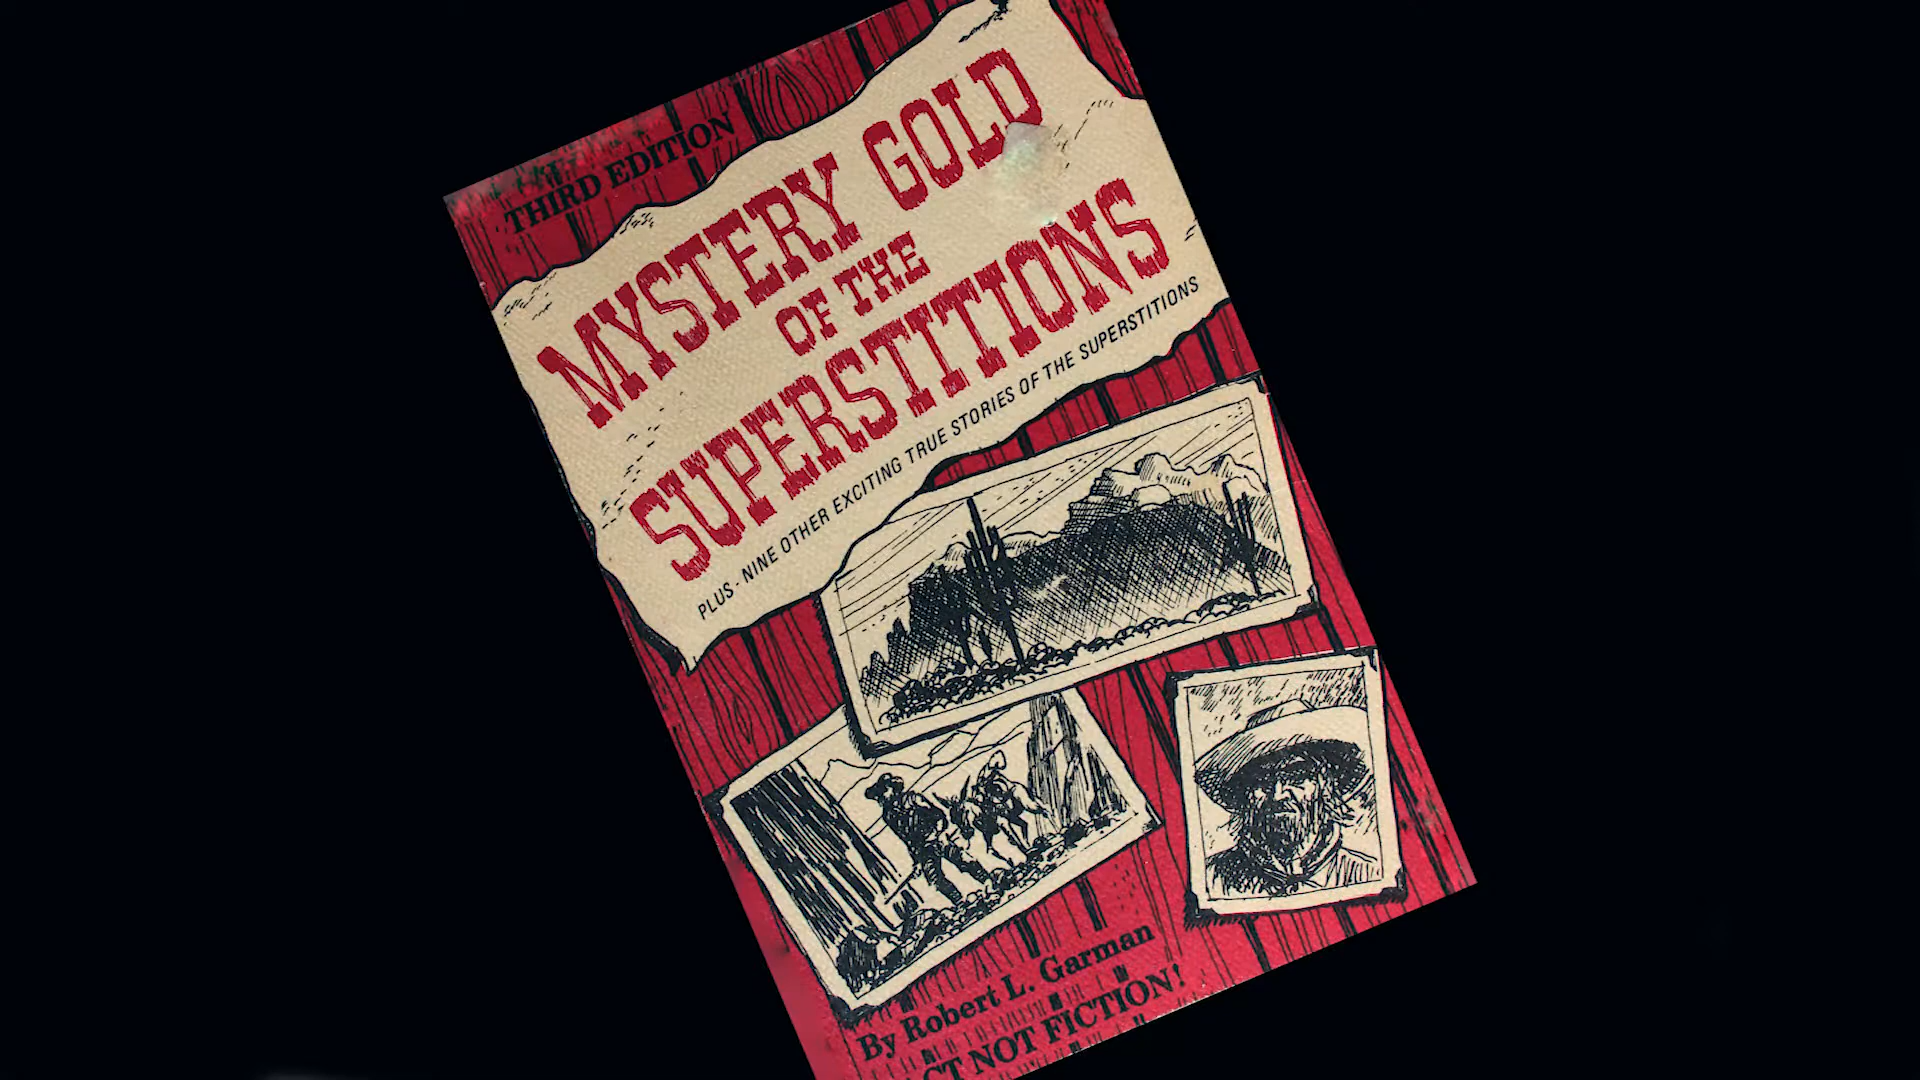 THIRD EDITION
MYSTERY GOLD
OF THE
SUPERSTITIONS
PLUS - NINE OTHER EXCITING TRUE STORIES OF THE SUPERSTITIONS
By Robert L. Garman
CT NOT FICTION!